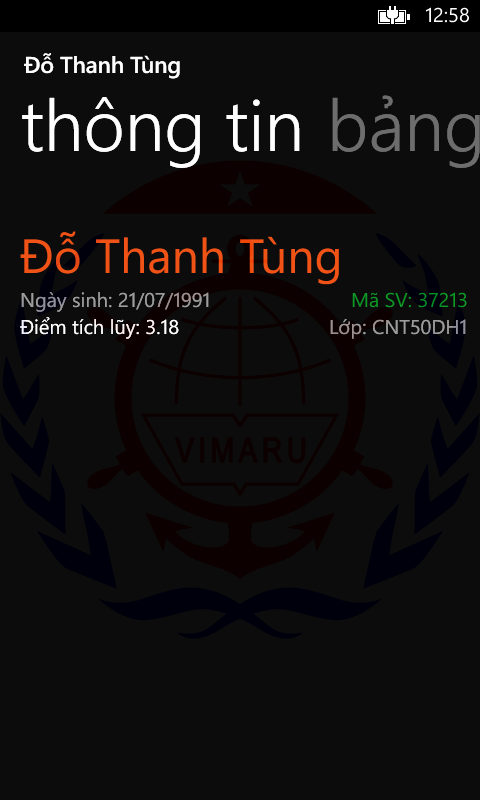 12:58
Đỗ Thanh Tùng
thông tin bảng
Đỗ Thanh Tùng
Ngày sinh: 21/07/1991 Mã SV: 37213
Điểm tích lũy: 3.18 Lớp: CNT50DH1
VIMARU